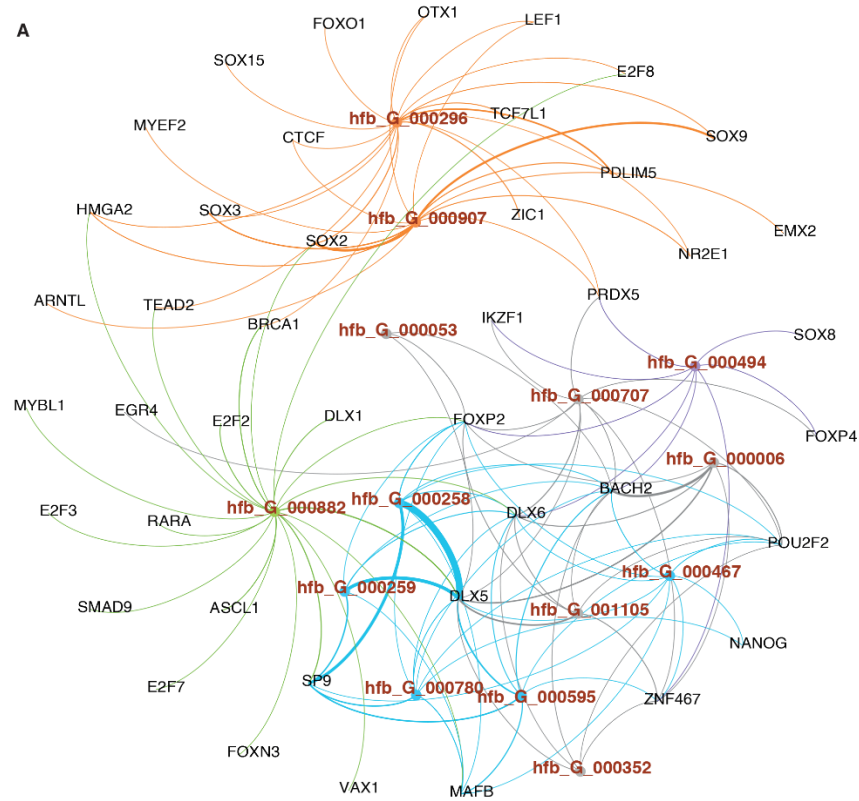 A
OTX1
LEF1
FOXO1
SOX15
E2F8
hfb_G_000296
TCF7L1
MYEF2
CTCF
SOX9
PDLIM5
HMGA2
SOX3
hfb_G_000907
ZIC1
EMX2
SOX2
NR2E1
PRDX5
ARNTL
TEAD2
BRCA1
IKZF1
hfb_G_000053
SOX8
hfb_G_000494
hfb_G_000707
MYBL1
EGR4
E2F2
DLX1
FOXP2
FOXP4
hfb_G_000006
BACH2
hfb_G_000258
hfb_G_000882
E2F3
RARA
DLX6
POU2F2
hfb_G_000467
hfb_G_000259
DLX5
SMAD9
ASCL1
hfb_G_001105
NANOG
E2F7
SP9
hfb_G_000780
hfb_G_000595
ZNF467
FOXN3
hfb_G_000352
VAX1
MAFB